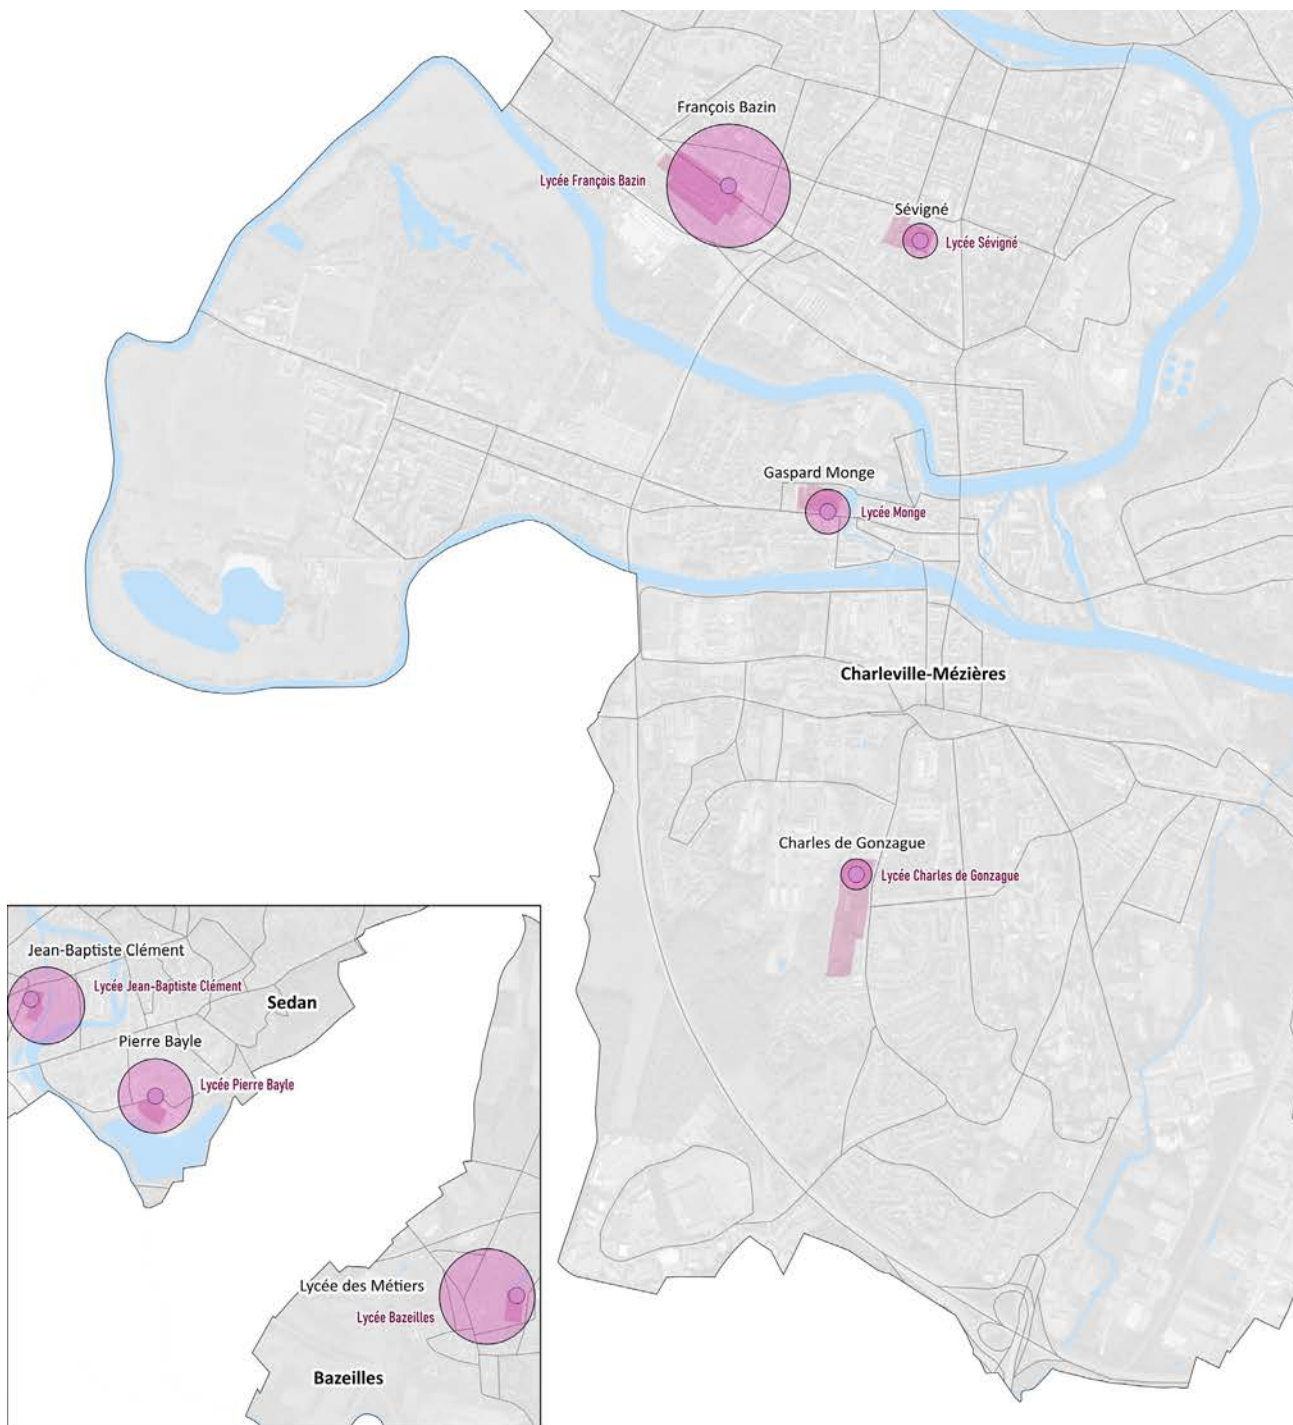 François Bazin
Lycée François Bazin
Sévigné
Lycée Sévigné
Gaspard Monge
Lycée Monge
Charleville-Mézières
Charles de Gonzague
Lycée Charles de Gonzague
Jean-Baptiste Clément
Lycée Jean-Baptiste Clément
Sedan
Pierre Bayle
Lycée Pierre Bayle
Lycée des Métiers
Lycée Bazeilles
Bazeilles